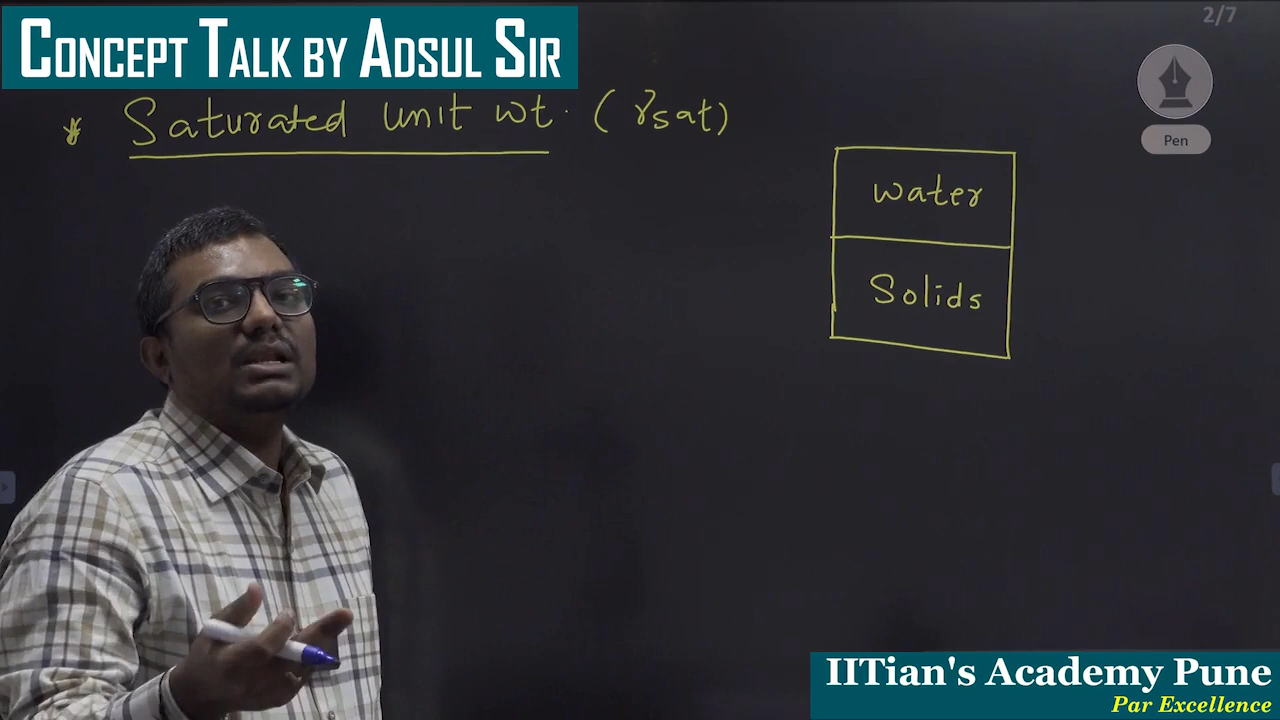 CONCEPT TALK BY ADSUL SIR
2/7
* Saturated unit wt. (γsat)
Pen
water
Solids
IITian's Academy Pune
Par Excellence